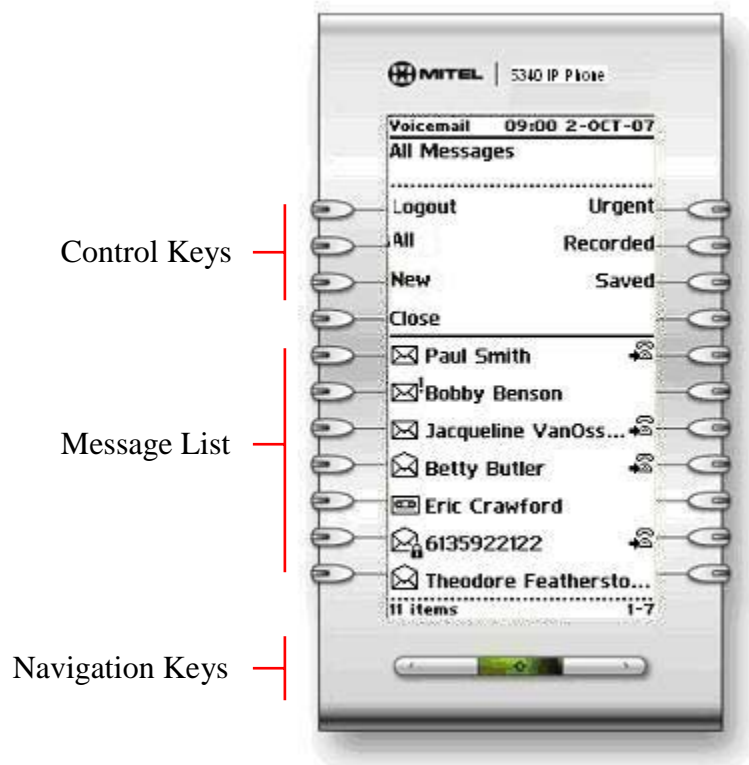 MITEL | 5340 IP Phone
Voicemail 09:00 2-OCT-07
All Messages
Logout Urgent
All Recorded
New Saved
Close
Paul Smith
! Bobby Benson
Jacqueline VanOss...
Betty Butler
Eric Crawford
6135922122
Theodore Feathersto...
11 items 1-7
Control Keys
Message List
Navigation Keys